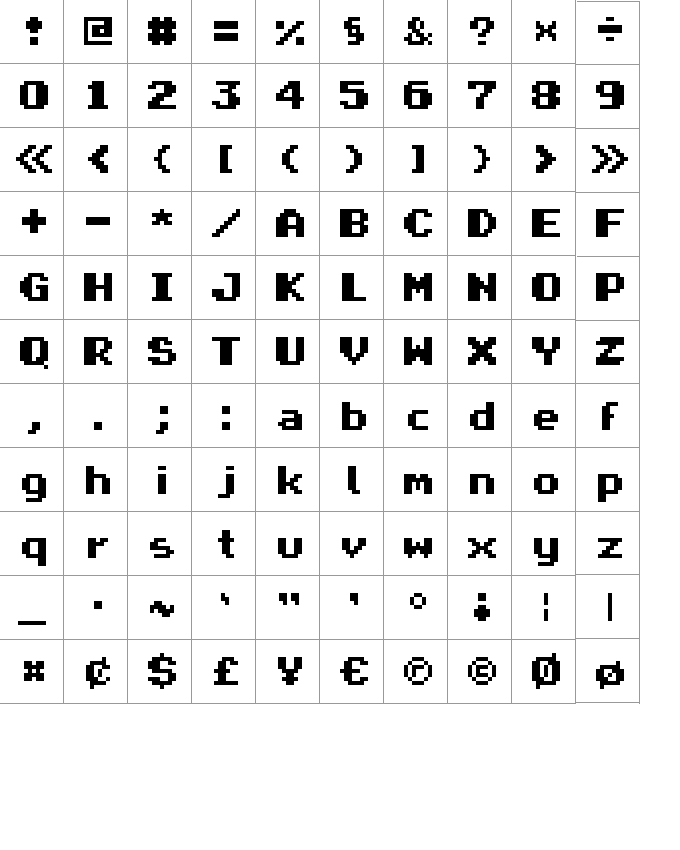 ! @ # = % § & ? × ÷
0 1 2 3 4 5 6 7 8 9
« < { [ ( ) ] } > »
+ - * / A B C D E F
G H I J K L M N O P
Q R S T U V W X Y Z
, . ; : a b c d e f
g h i j k l m n o p
q r s t u v w x y z
_ · ~ ` " ' ° ¡ ¦ |
¤ ¢ $ £ ¥ € ® © Ø ø